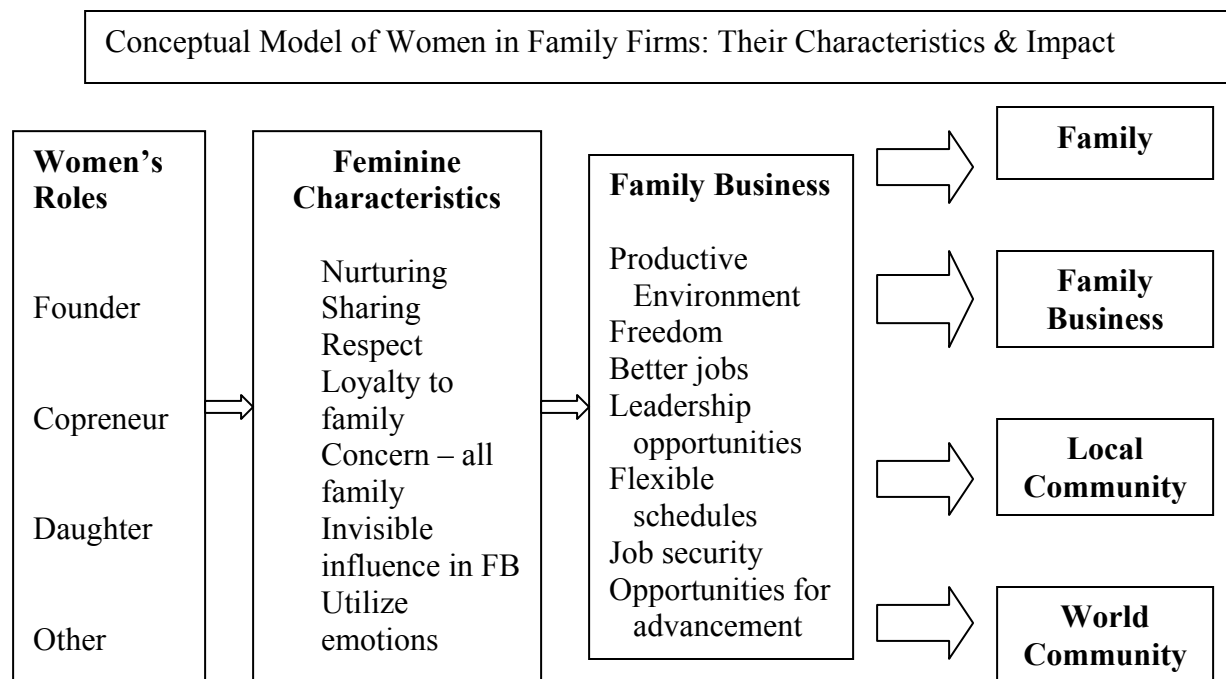 Conceptual Model of Women in Family Firms: Their Characteristics & Impact
Women’s
Roles
Founder
Copreneur
Daughter
Other
Feminine
Characteristics
Nurturing
Sharing
Respect
Loyalty to
family
Concern – all
family
Invisible
influence in FB
Utilize
emotions
Family Business
Productive
Environment
Freedom
Better jobs
Leadership
opportunities
Flexible
schedules
Job security
Opportunities for
advancement
Family
Family
Business
Local
Community
World
Community